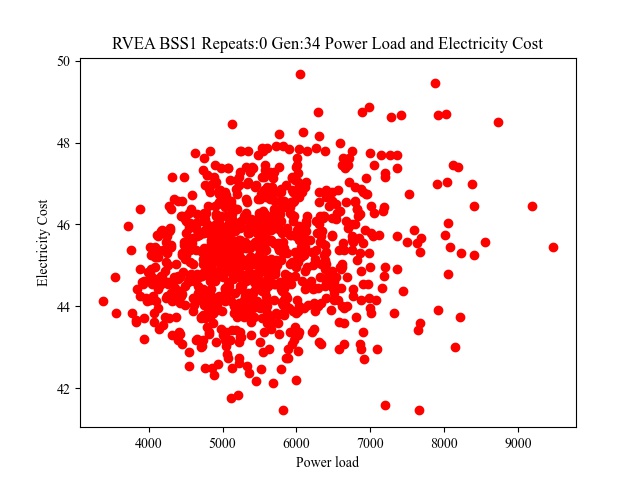 RVEA BSS1 Repeats:0 Gen:34 Power Load and Electricity Cost
50
48
46
44
42
Electricity Cost
4000 5000 6000 7000 8000 9000
Power load